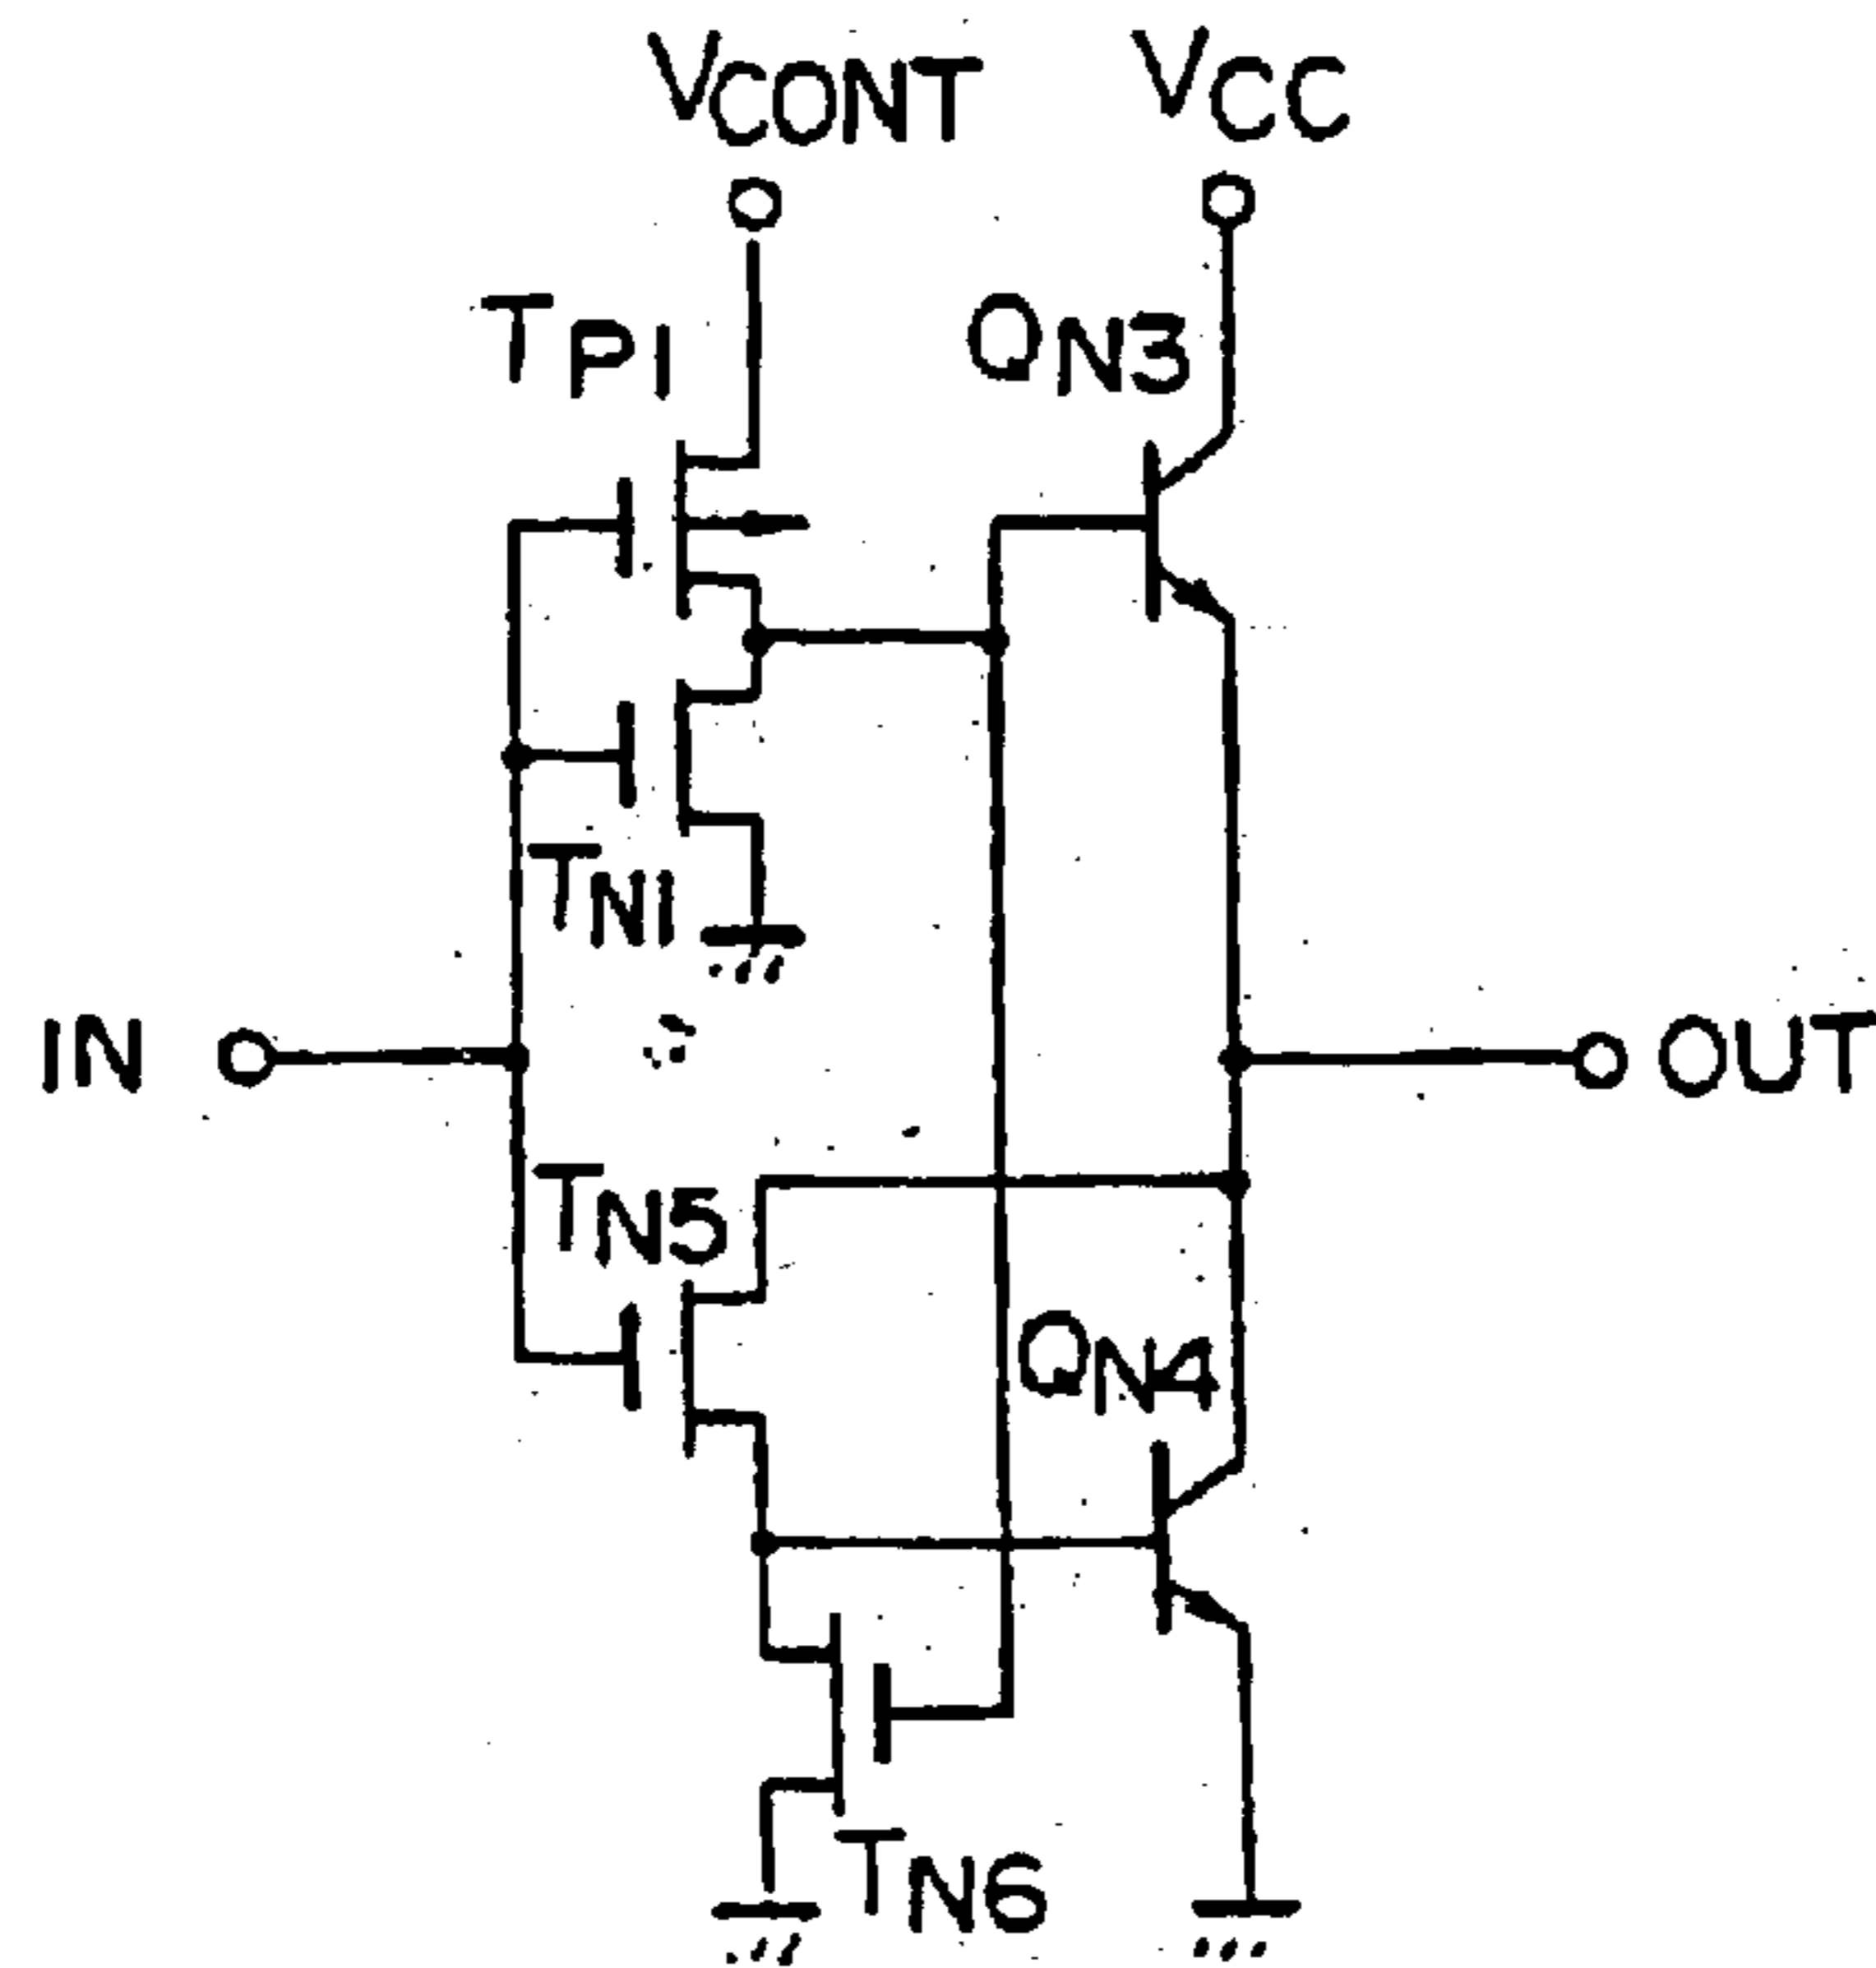 VCONT
VCC
TP1
QN3
TN1
IN
OUT
TN5
QN4
TN6